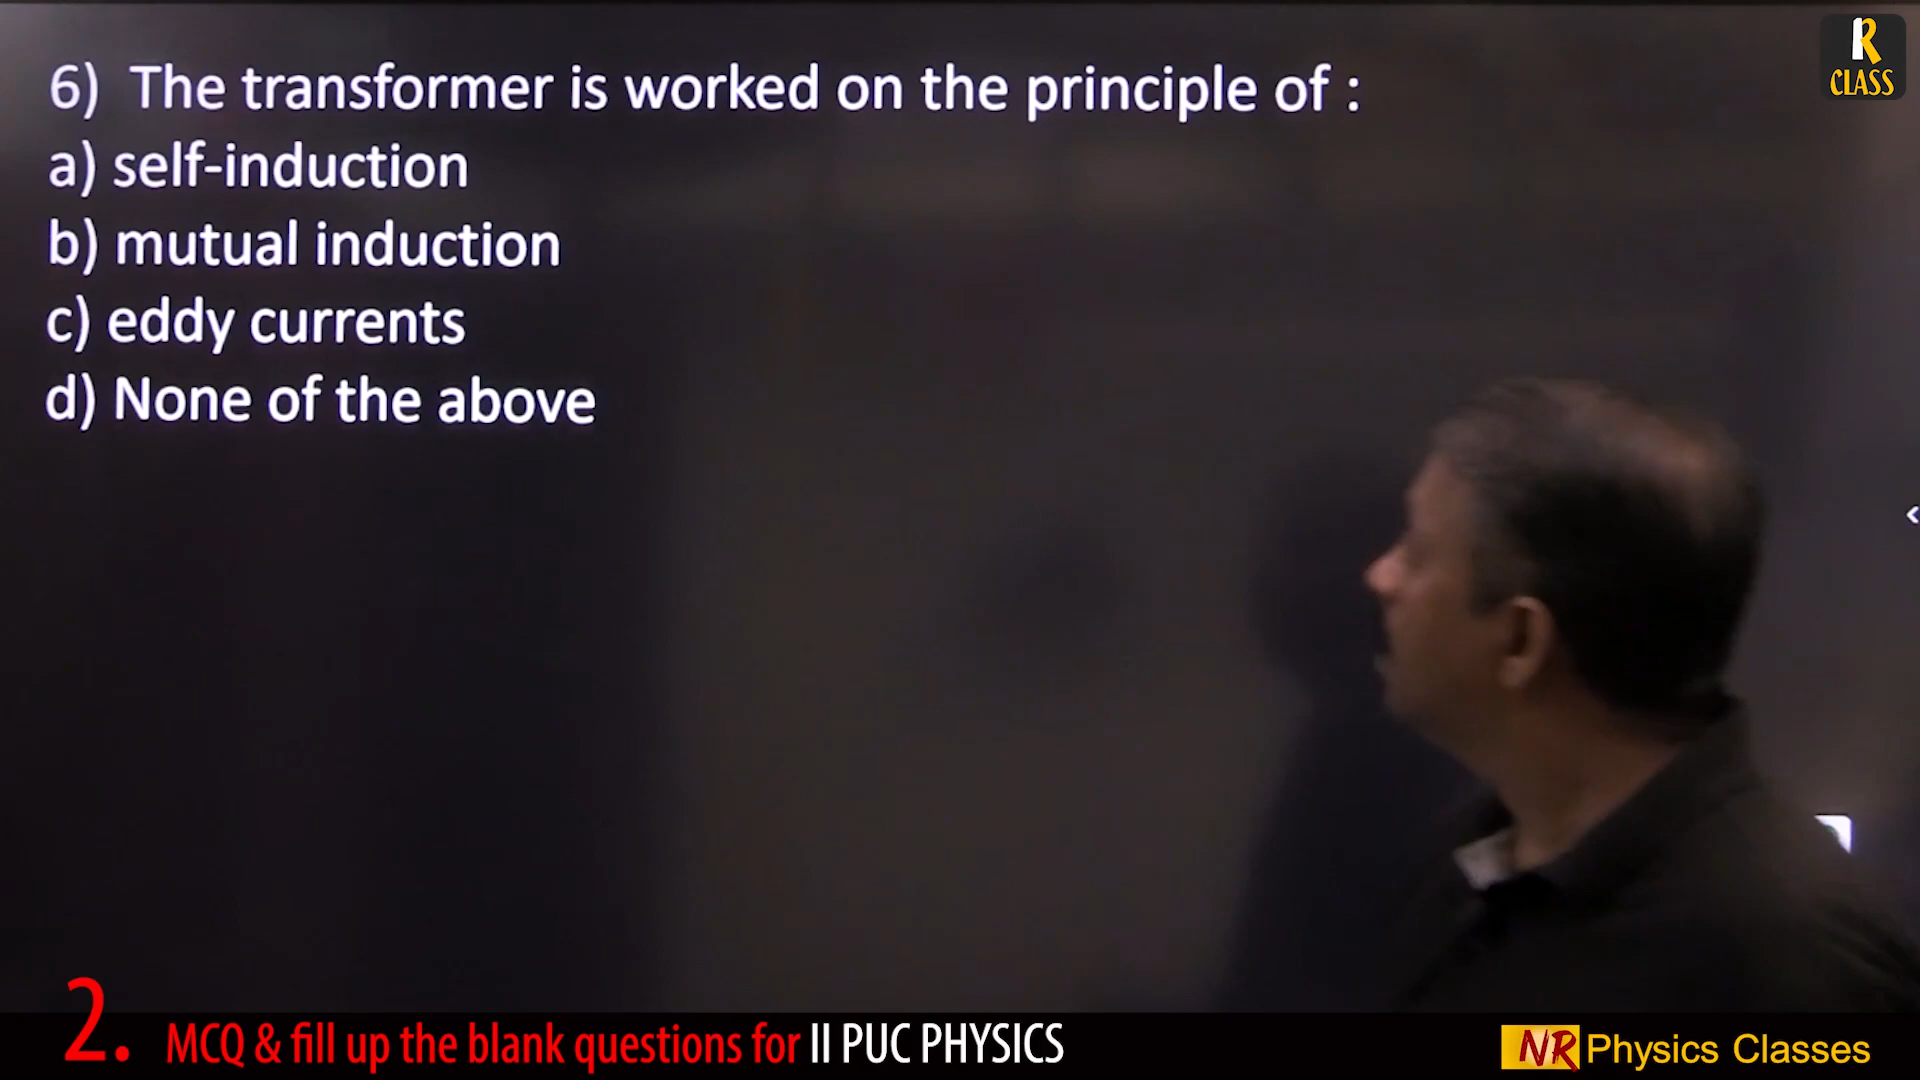 R
CLASS
6) The transformer is worked on the principle of :
a) self-induction
b) mutual induction
c) eddy currents
d) None of the above
2. MCQ & fill up the blank questions for II PUC PHYSICS
NR Physics Classes